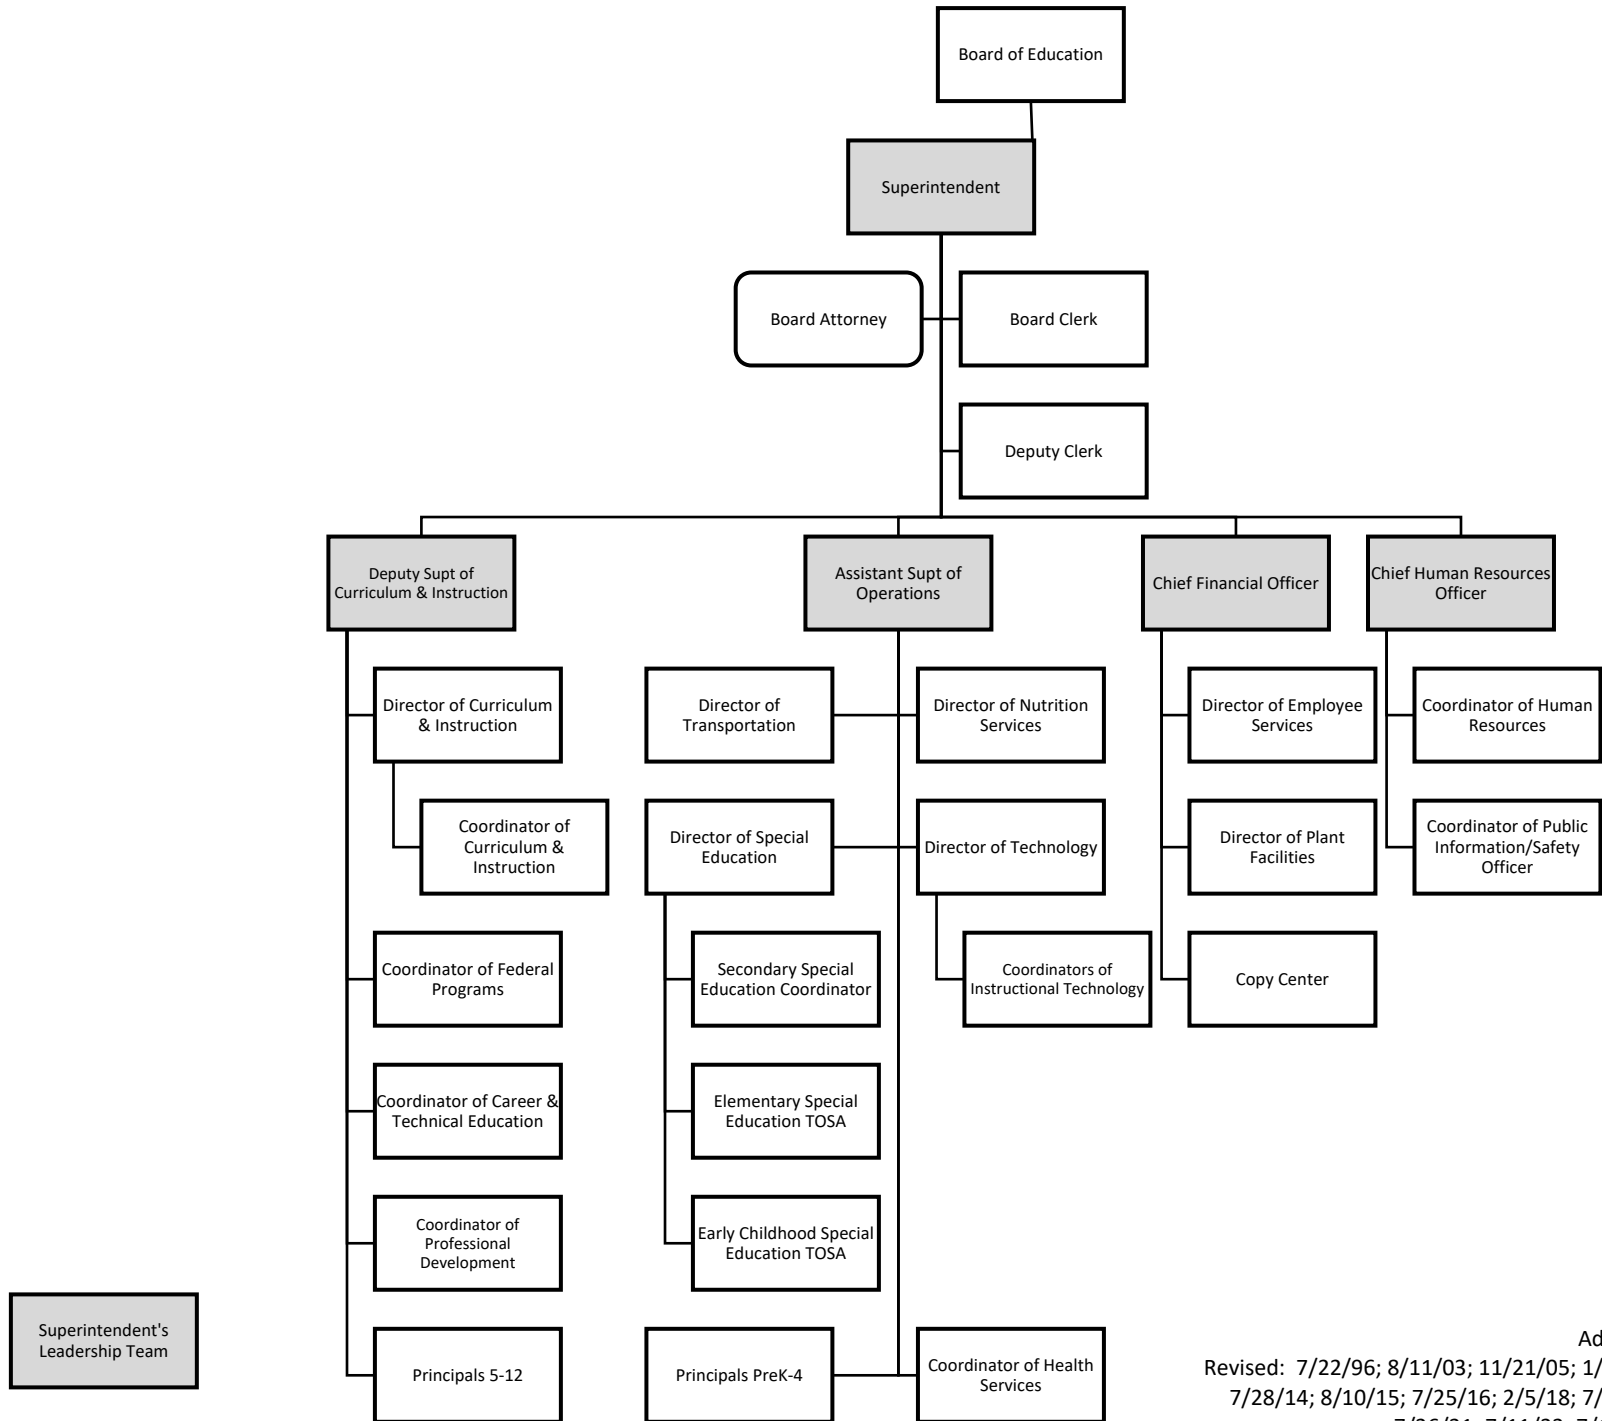 Board of Education
Superintendent
Board Attorney
Board Clerk
Deputy Clerk
Deputy Supt of
Curriculum & Instruction
Assistant Supt of
Operations
Chief Financial Officer
Chief Human Resources
Officer
Director of Curriculum
& Instruction
Director of
Transportation
Director of Nutrition
Services
Director of Employee
Services
Coordinator of Human
Resources
Coordinator of
Curriculum &
Instruction
Director of Special
Education
Director of Technology
Director of Plant
Facilities
Coordinator of Public
Information/Safety
Officer
Coordinator of Federal
Programs
Secondary Special
Education Coordinator
Coordinators of
Instructional Technology
Copy Center
Coordinator of Career &
Technical Education
Elementary Special
Education TOSA
Coordinator of
Professional
Development
Early Childhood Special
Education TOSA
Superintendent's
Leadership Team
Principals 5-12
Principals PreK-4
Coordinator of Health
Services
Ad
Revised: 7/22/96; 8/11/03; 11/21/05; 1/
7/28/14; 8/10/15; 7/25/16; 2/5/18; 7/